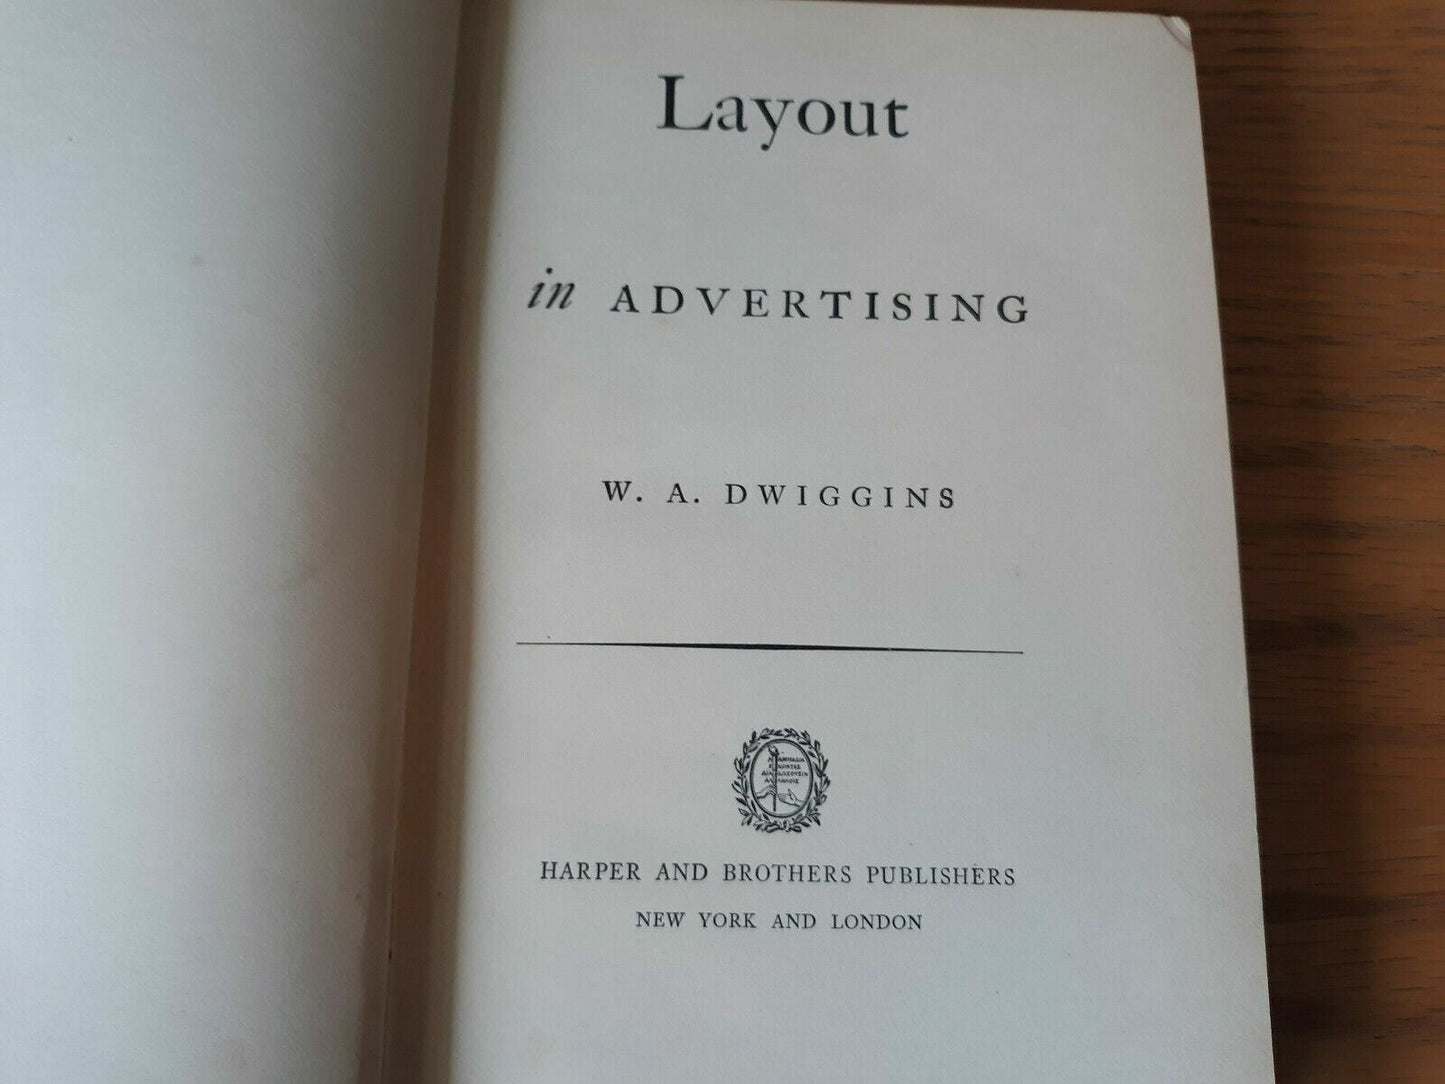 Layout
in ADVERTISING
W. A. DWIGGINS
HARPER AND BROTHERS PUBLISHERS
NEW YORK AND LONDON